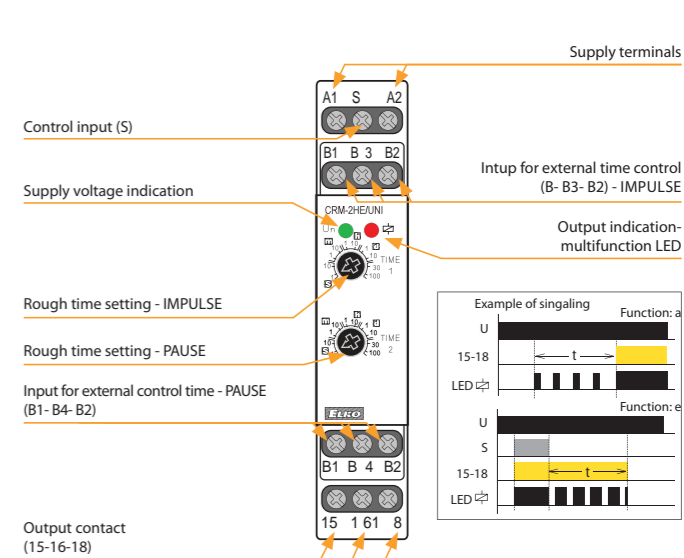 Supply terminals
A1 S A2
Control input (S)
B1 B 3 B2
Intup for external time control
(B- B3- B2) - IMPULSE
Supply voltage indication
CRM-2HE/UNI
Un
Output indication-
multifunction LED
TIME
1
Rough time setting - IMPULSE
Rough time setting - PAUSE
TIME
2
Input for external control time - PAUSE
(B1- B4- B2)
ELKO
B1 B 4 B2
15 1 61 8
Output contact
(15-16-18)
Example of singaling
Function: a
U
15-18
t
LED
Function: e
U
S
15-18
t
LED